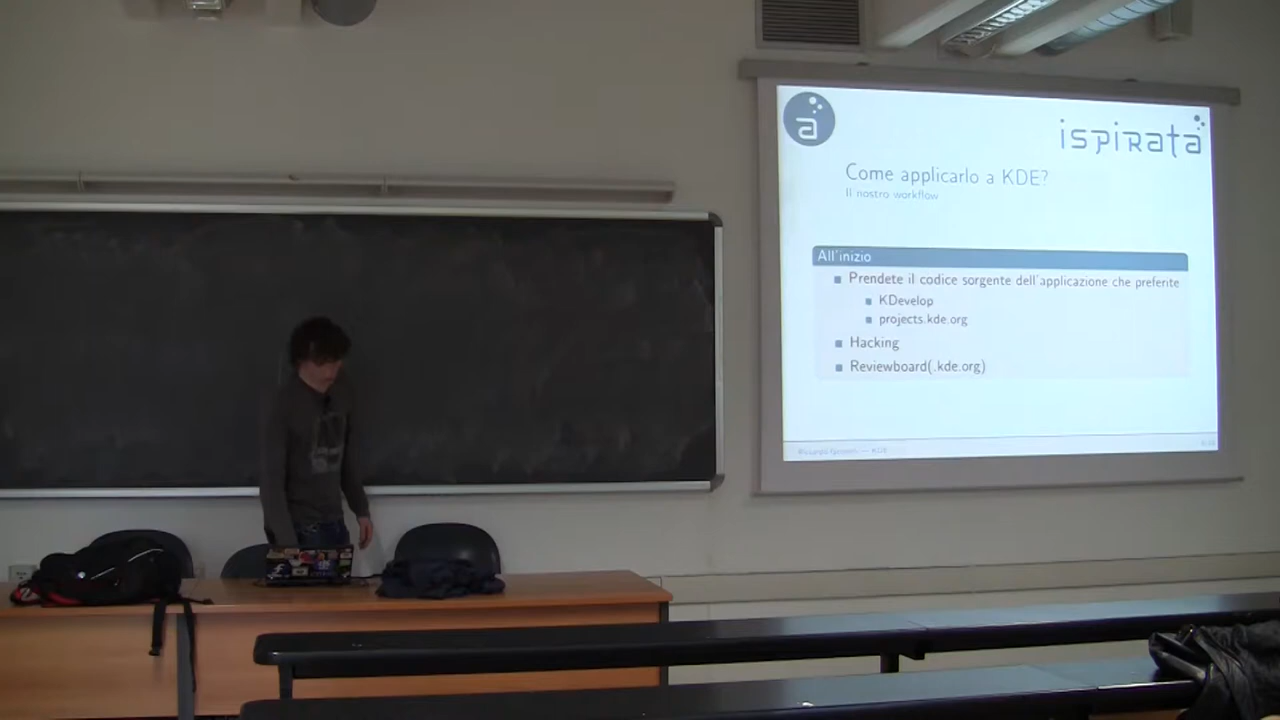 a
ispirata
Come applicarlo a KDE?
Il nostro workflow
All'inizio
Prendete il codice sorgente dell'applicazione che preferite
KDevelop
projects.kde.org
Hacking
Reviewboard(.kde.org)